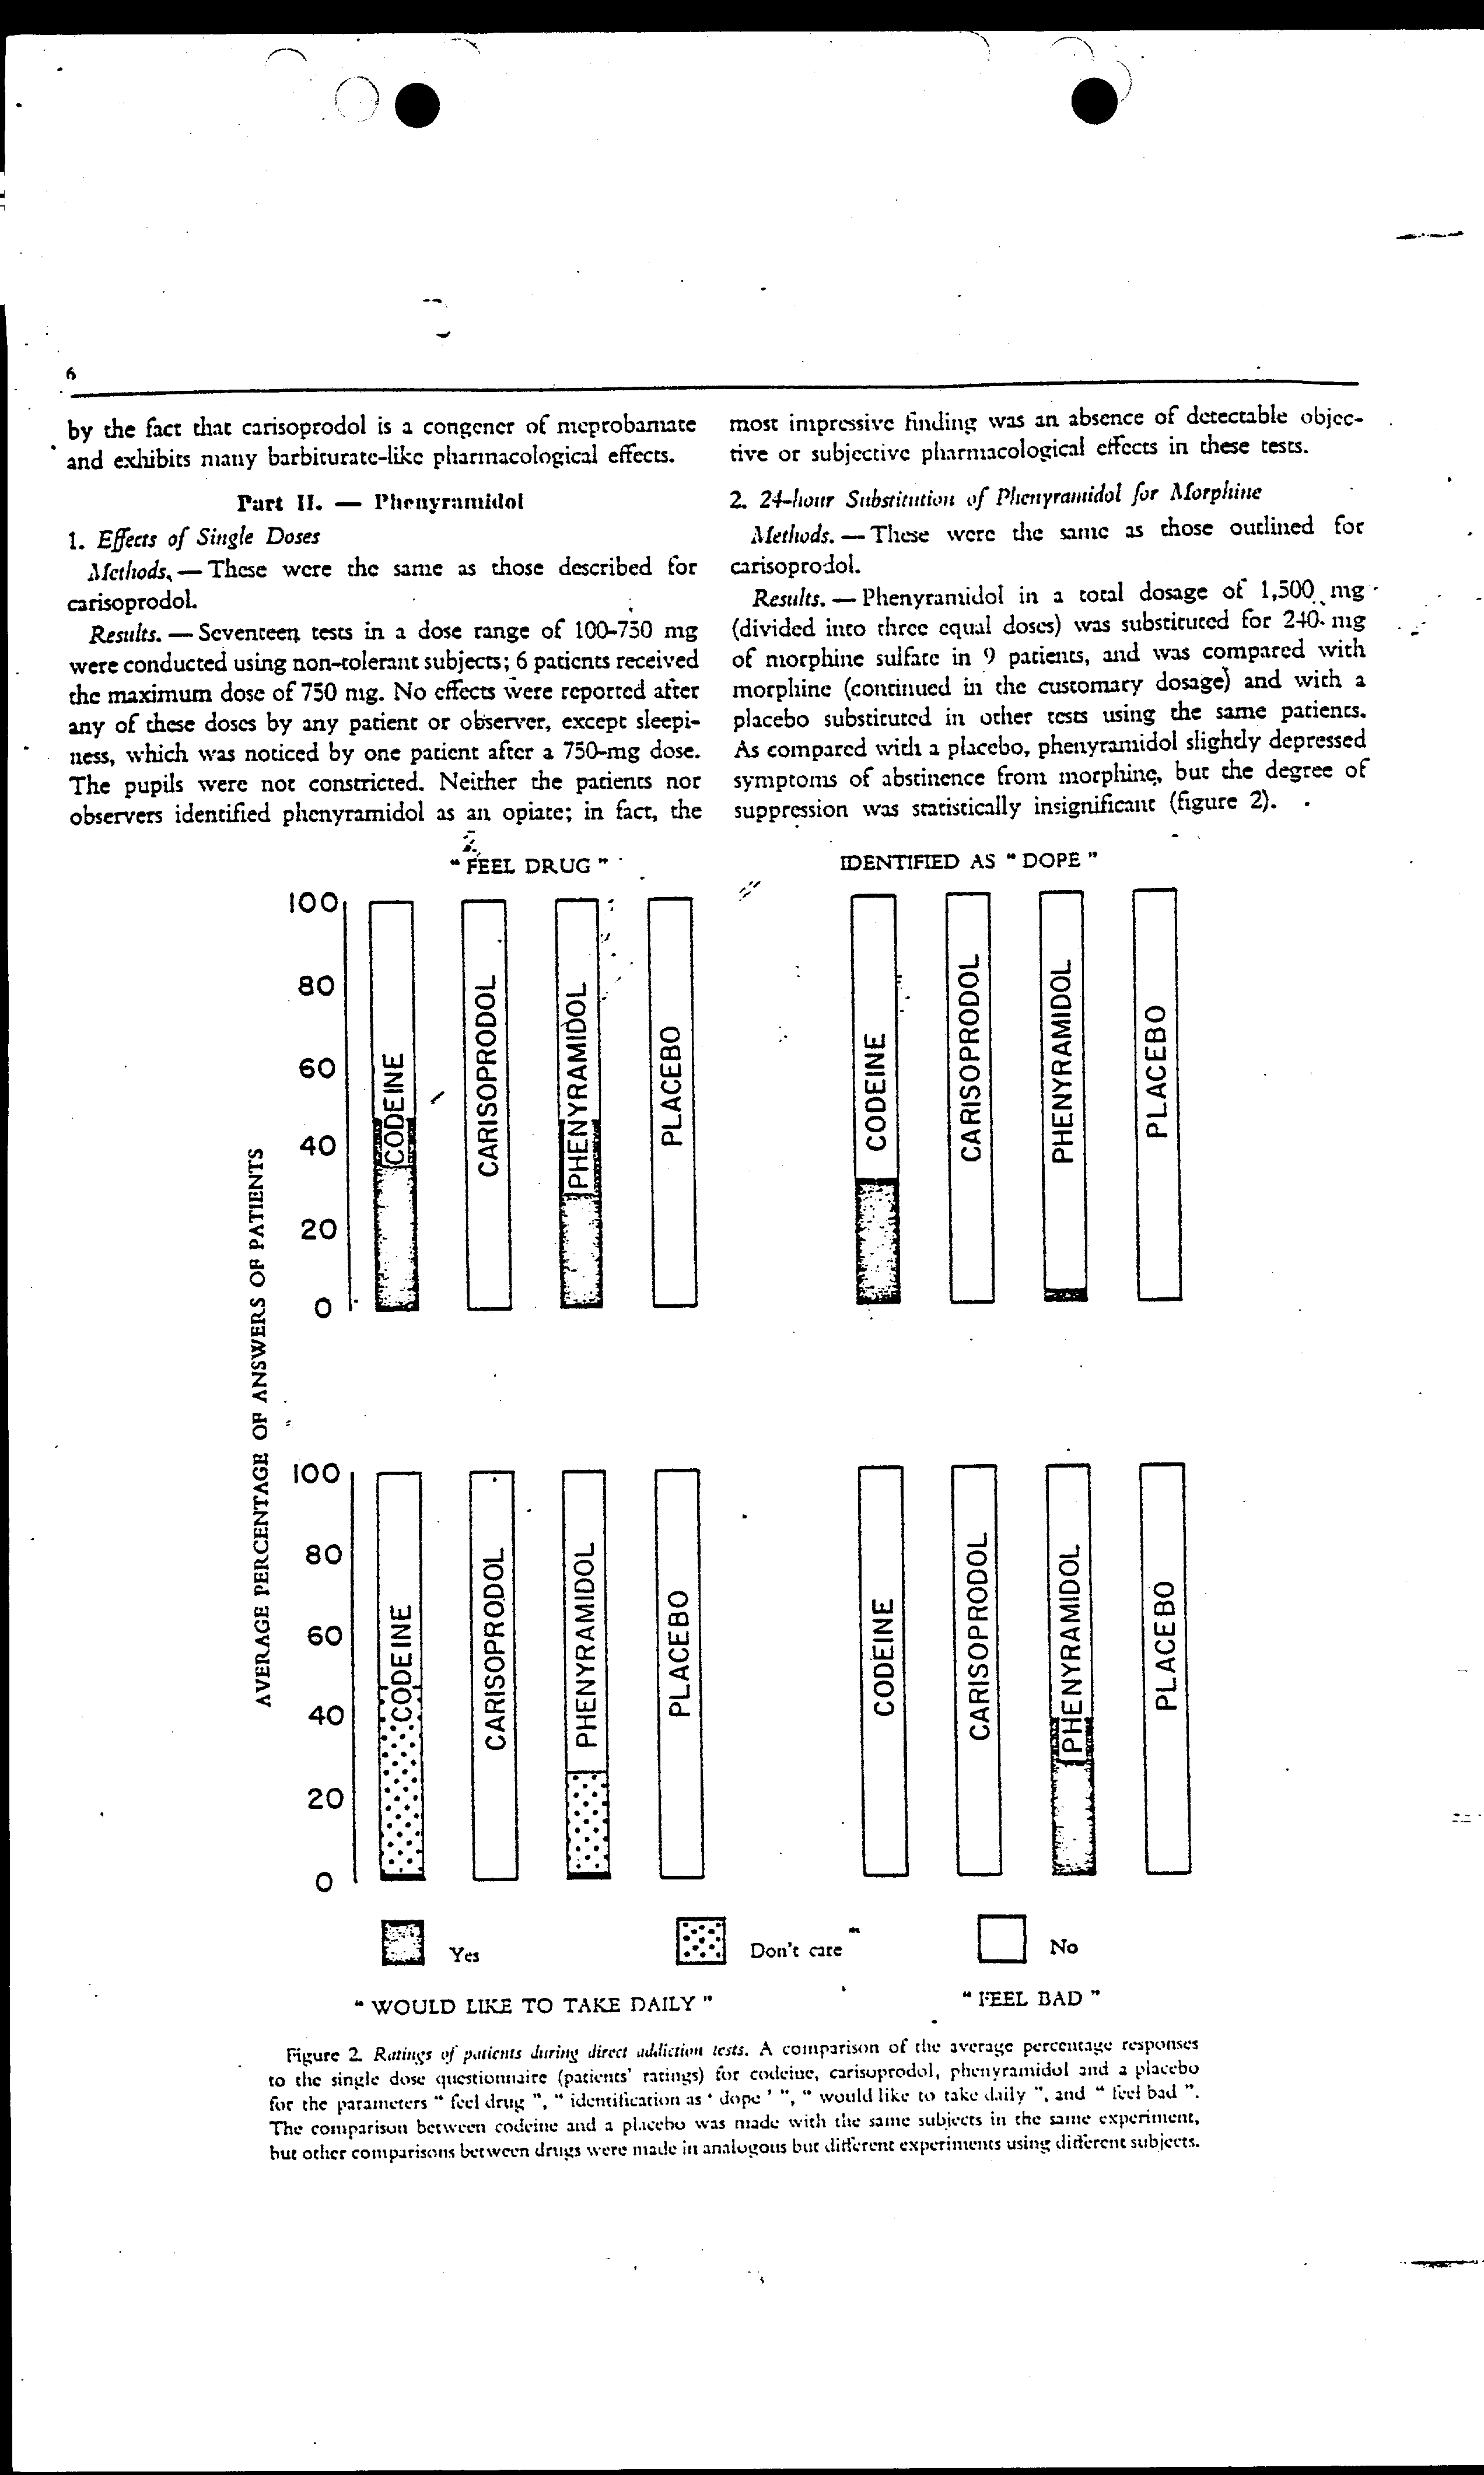 6
by the fact that carisoprodol is a congener of meprobamate
and exhibits many barbiturate-like pharmacological effects.
Part II. — Phenyramidol
1. Effects of Single Doses
Methods. — These were the same as those described for
carisoprodol.
Results. — Seventeen tests in a dose range of 100-750 mg
were conducted using non-tolerant subjects; 6 patients received
the maximum dose of 750 mg. No effects were reported after
any of these doses by any patient or observer, except sleepi-
ness, which was noticed by one patient after a 750-mg dose.
The pupils were not constricted. Neither the patients nor
observers identified phenyramidol as an opiate; in fact, the
most impressive finding was an absence of detectable objec-
tive or subjective pharmacological effects in these tests.
2. 24-hour Substitution of Phenyramidol for Morphine
Methods. — These were the same as those outlined for
carisoprodol.
Results. — Phenyramidol in a total dosage of 1,500 mg
(divided into three equal doses) was substituted for 240 mg
of morphine sulfate in 9 patients, and was compared with
morphine (continued in the customary dosage) and with a
placebo substituted in other tests using the same patients.
As compared with a placebo, phenyramidol slightly depressed
symptoms of abstinence from morphine, but the degree of
suppression was statistically insignificant (figure 2).
AVERAGE PERCENTAGE OF ANSWERS OF PATIENTS
" FEEL DRUG "
100
80
60
40
20
0
CODEINE
CARISOPRODOL
PHENYRAMIDOL
PLACEBO
IDENTIFIED AS " DOPE "
CODEINE
CARISOPRODOL
PHENYRAMIDOL
PLACEBO
100
80
60
40
20
0
CODEINE
CARISOPRODOL
PHENYRAMIDOL
PLACEBO
CODEINE
CARISOPRODOL
PHENYRAMIDOL
PLACEBO
Yes
Don't care
No
" WOULD LIKE TO TAKE DAILY "
" FEEL BAD "
Figure 2. Ratings of patients during direct addiction tests. A comparison of the average percentage responses
to the single dose questionnaire (patients' ratings) for codeine, carisoprodol, phenyramidol and a placebo
for the parameters " feel drug ", " identification as ' dope ' ", " would like to take daily ", and " feel bad ".
The comparison between codeine and a placebo was made with the same subjects in the same experiment,
but other comparisons between drugs were made in analogous but different experiments using different subjects.